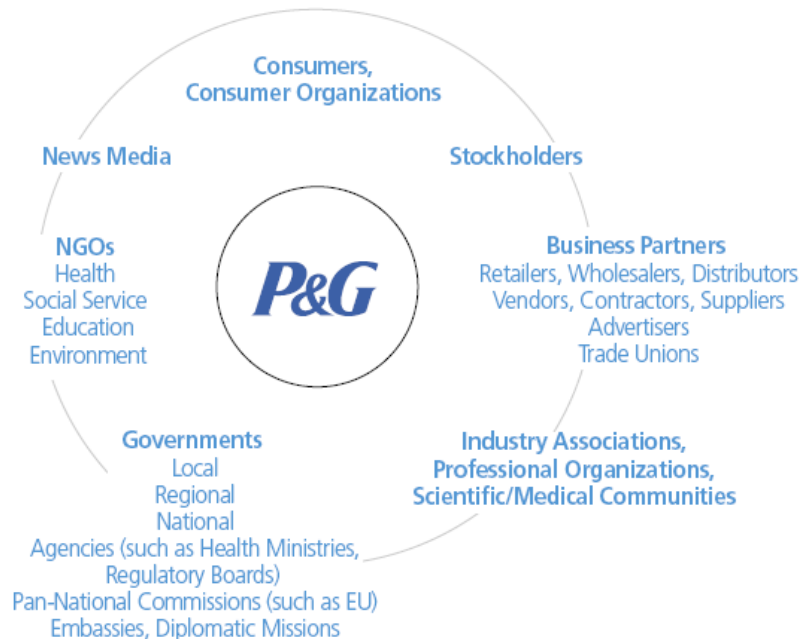 Consumers,
Consumer Organizations
News Media
Stockholders
NGOs
Health
Social Service
Education
Environment
P&G
Business Partners
Retailers, Wholesalers, Distributors
Vendors, Contractors, Suppliers
Advertisers
Trade Unions
Governments
Local
Regional
National
Agencies (such as Health Ministries,
Regulatory Boards)
Pan-National Commissions (such as EU)
Embassies, Diplomatic Missions
Industry Associations,
Professional Organizations,
Scientific/Medical Communities